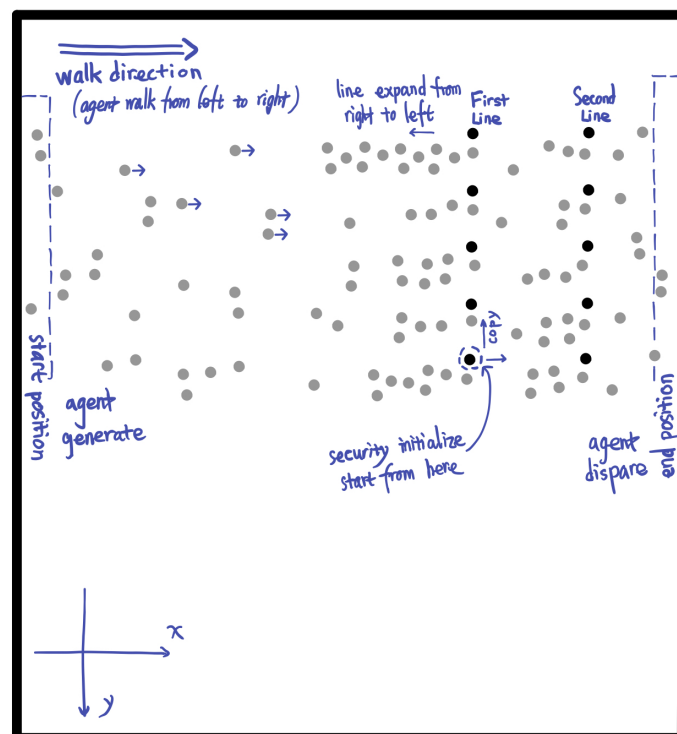 walk direction
(agent walk from left to right)
line expand from
right to left
First
Line
Second
Line
start position
agent
generate
copy
security initialize
start from here
agent
dispare
end position
x
y